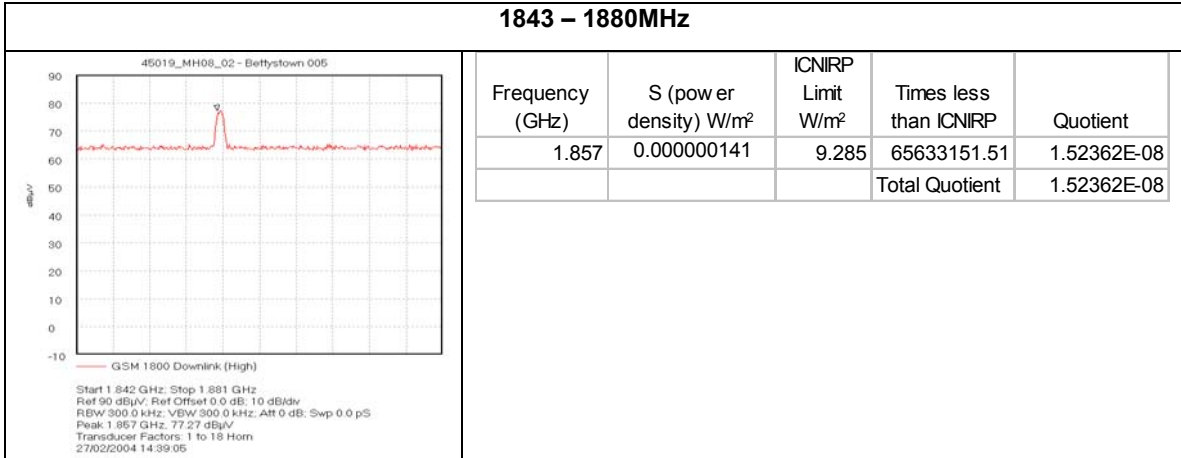 1843 – 1880MHz
45019_MH08_02 - Bettystown 005
90
80
70
60
50
40
30
20
10
0
-10
dBµV
GSM 1800 Downlink (High)
Start 1.842 GHz; Stop 1.881 GHz
Ref 90 dBµV; Ref Offset 0.0 dB; 10 dB/div
RBW 300.0 kHz; VBW 300.0 kHz; Att 0 dB; Swp 0.0 pS
Peak 1.857 GHz, 77.27 dBµV
Transducer Factors: 1 to 18 Horn
27/02/2004 14:39:05
Frequency (GHz) S (pow er density) W/m² ICNIRP Limit W/m² Times less than ICNIRP Quotient
1.857 0.000000141 9.285 65633151.51 1.52362E-08
Total Quotient 1.52362E-08